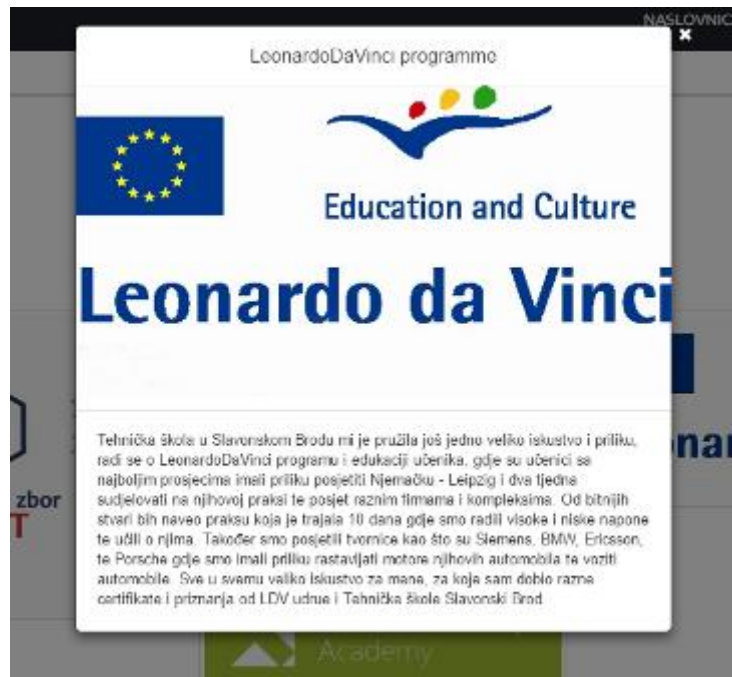 NASLOVNIC
LeonardoDaVinci programme
Education and Culture
Leonardo da Vinci
Tehnička škola u Slavonskom Brodu mi je pružila još jedno veliko iskustvo i priliku,
radi se o LeonardoDaVinci programu i edukaciji učenika, gdje su učenici sa
najboljim prosjecima imali priliku posjetiti Njemačku - Leipzig i dva tjedna
sudjelovati na njihovoj praksi te posjet raznim firmama i kompleksima. Od bitnijih
stvari bih naveo praksu koja je trajala 10 dana gdje smo radili visoke i niske napone
te učili o njima. Također smo posjetili tvornice kao što su Siemens, BMW, Ericsson,
te Porsche gdje smo imali priliku rastavljati motore njihovih automobila te voziti
automobile. Sve u svemu veliko iskustvo za mene, za koje sam dobio razne
certifikate i priznanja od LDV udrue i Tehničke škole Slavonski Brod
zbor
T
nar
Academy